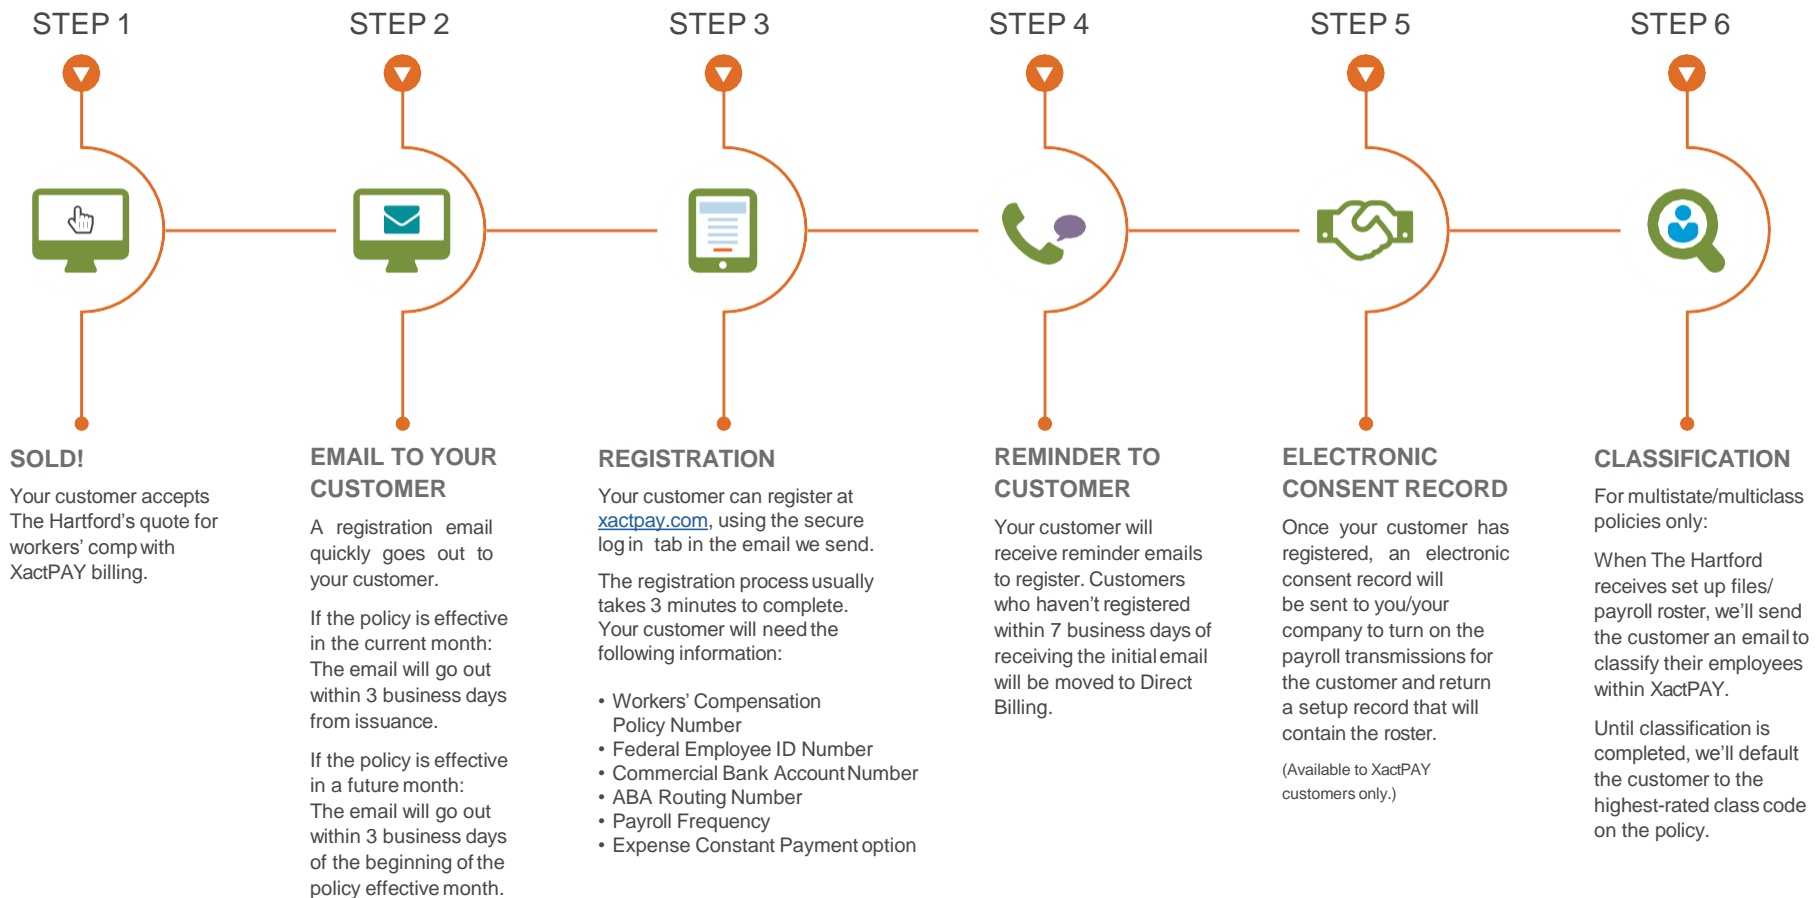 STEP 1
SOLD!
Your customer accepts
The Hartford's quote for
workers' comp with
XactPAY billing.
STEP 2
EMAIL TO YOUR
CUSTOMER
A registration email
quickly goes out to
your customer.
If the policy is effective
in the current month:
The email will go out
within 3 business days
from issuance.
If the policy is effective
in a future month:
The email will go out
within 3 business days
of the beginning of the
policy effective month.
STEP 3
REGISTRATION
Your customer can register at
xactpay.com, using the secure
log in tab in the email we send.
The registration process usually
takes 3 minutes to complete.
Your customer will need the
following information:
• Workers' Compensation
Policy Number
• Federal Employee ID Number
• Commercial Bank Account Number
• ABA Routing Number
• Payroll Frequency
• Expense Constant Payment option
STEP 4
REMINDER TO
CUSTOMER
Your customer will
receive reminder emails
to register. Customers
who haven't registered
within 7 business days of
receiving the initial email
will be moved to Direct
Billing.
STEP 5
ELECTRONIC
CONSENT RECORD
Once your customer has
registered, an electronic
consent record will
be sent to you/your
company to turn on the
payroll transmissions for
the customer and return
a setup record that will
contain the roster.
(Available to XactPAY
customers only.)
STEP 6
CLASSIFICATION
For multistate/multiclass
policies only:
When The Hartford
receives set up files/
payroll roster, we'll send
the customer an email to
classify their employees
within XactPAY.
Until classification is
completed, we'll default
the customer to the
highest-rated class code
on the policy.